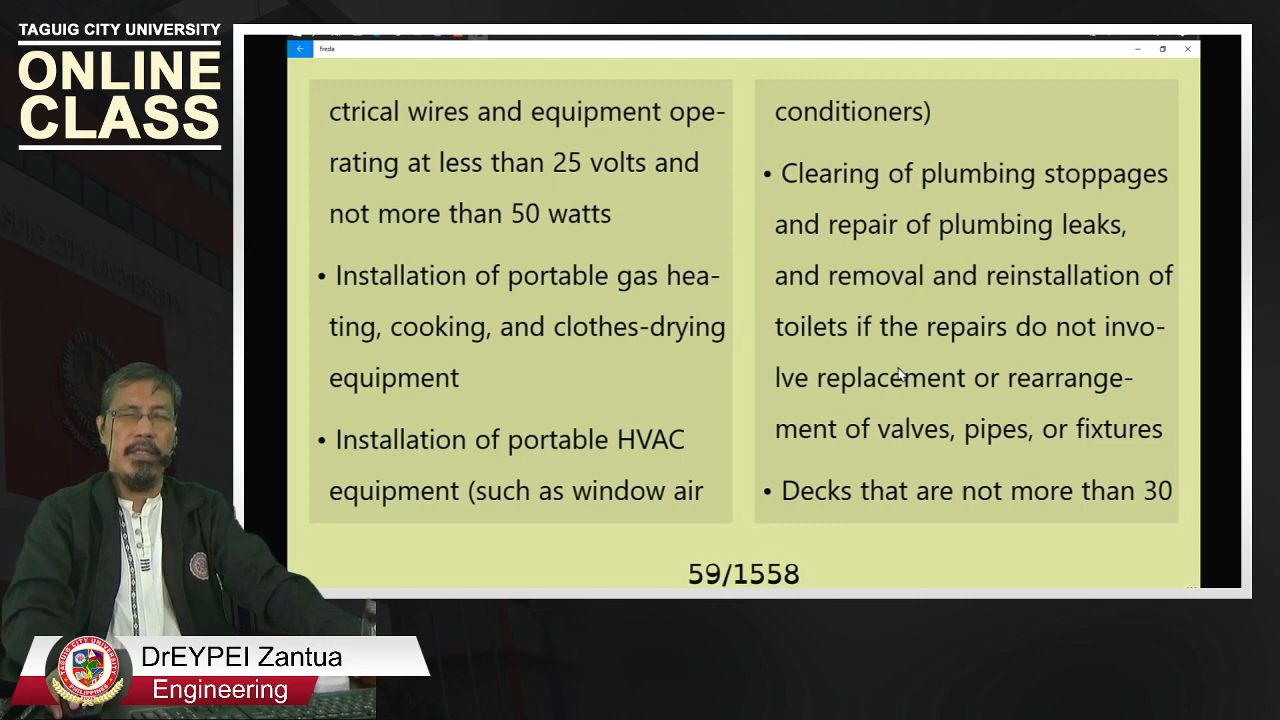 TAGUIG CITY UNIVERSITY
ONLINE
CLASS
freda
ctrical wires and equipment ope-
rating at less than 25 volts and
not more than 50 watts
• Installation of portable gas hea-
ting, cooking, and clothes-drying
equipment
• Installation of portable HVAC
equipment (such as window air
conditioners)
• Clearing of plumbing stoppages
and repair of plumbing leaks,
and removal and reinstallation of
toilets if the repairs do not invo-
lve replacement or rearrange-
ment of valves, pipes, or fixtures
• Decks that are not more than 30
59/1558
DrEYPEI Zantua
Engineering